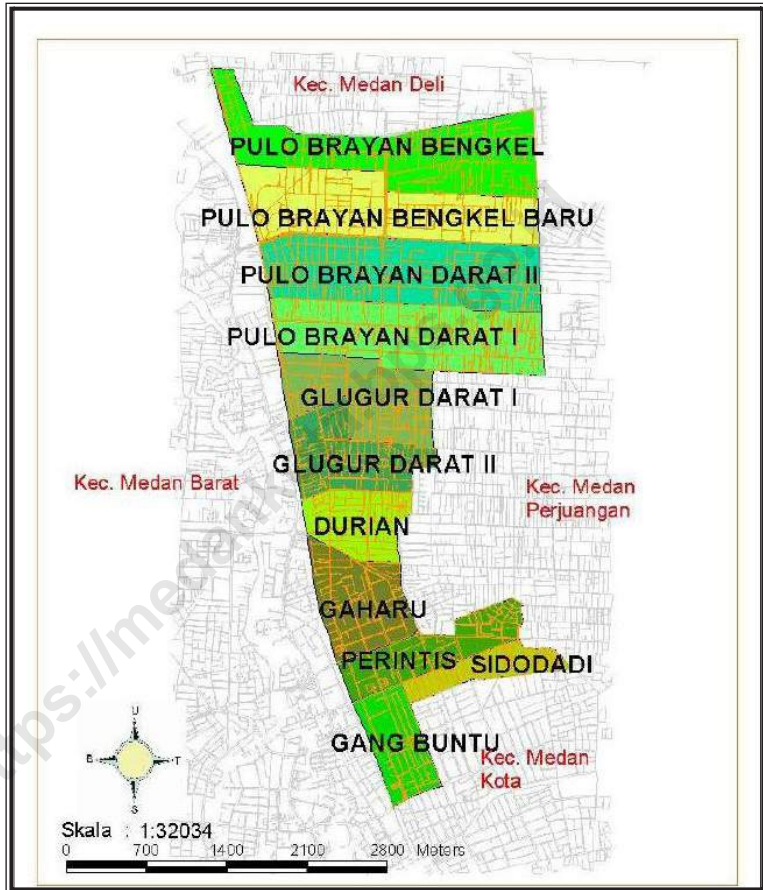 Kec. Medan Deli
PULO BRAYAN BENGKEL
PULO BRAYAN BENGKEL BARU
PULO BRAYAN DARAT II
PULO BRAYAN DARAT I
GLUGUR DARAT I
GLUGUR DARAT II
Kec. Medan Barat
Kec. Medan
Perjuangan
DURIAN
GAHARU
PERINTIS
SIDODADI
GANG BUNTU
Kec. Medan
Kota
U
B
T
S
Skala : 1:32034
0 700 1400 2100 2800 Meters